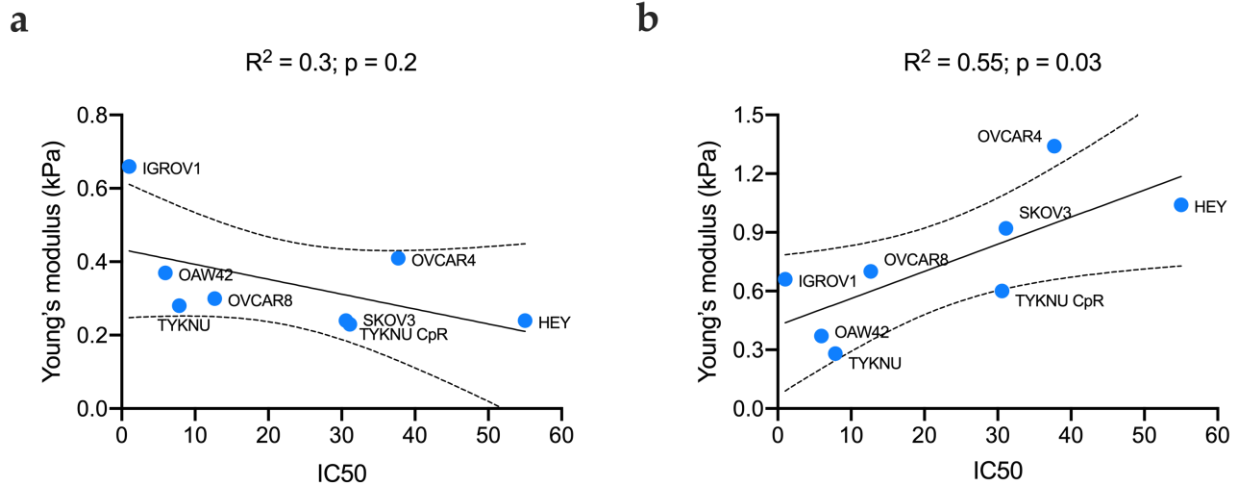 a
R² = 0.3; p = 0.2
Young's modulus (kPa)
0.8
0.6
0.4
0.2
0.0
IGROV1
OAW42
OVCAR4
OVCAR8
TYKNU
SKOV3
TYKNU CpR
HEY
0 10 20 30 40 50 60
IC50
b
R² = 0.55; p = 0.03
Young's modulus (kPa)
1.5
1.2
0.9
0.6
0.3
0.0
OVCAR4
SKOV3
HEY
OVCAR8
IGROV1
TYKNU CpR
OAW42
TYKNU
0 10 20 30 40 50 60
IC50